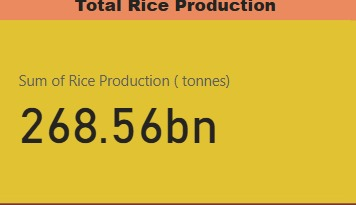 Total Rice Production
Sum of Rice Production ( tonnes)
268.56bn